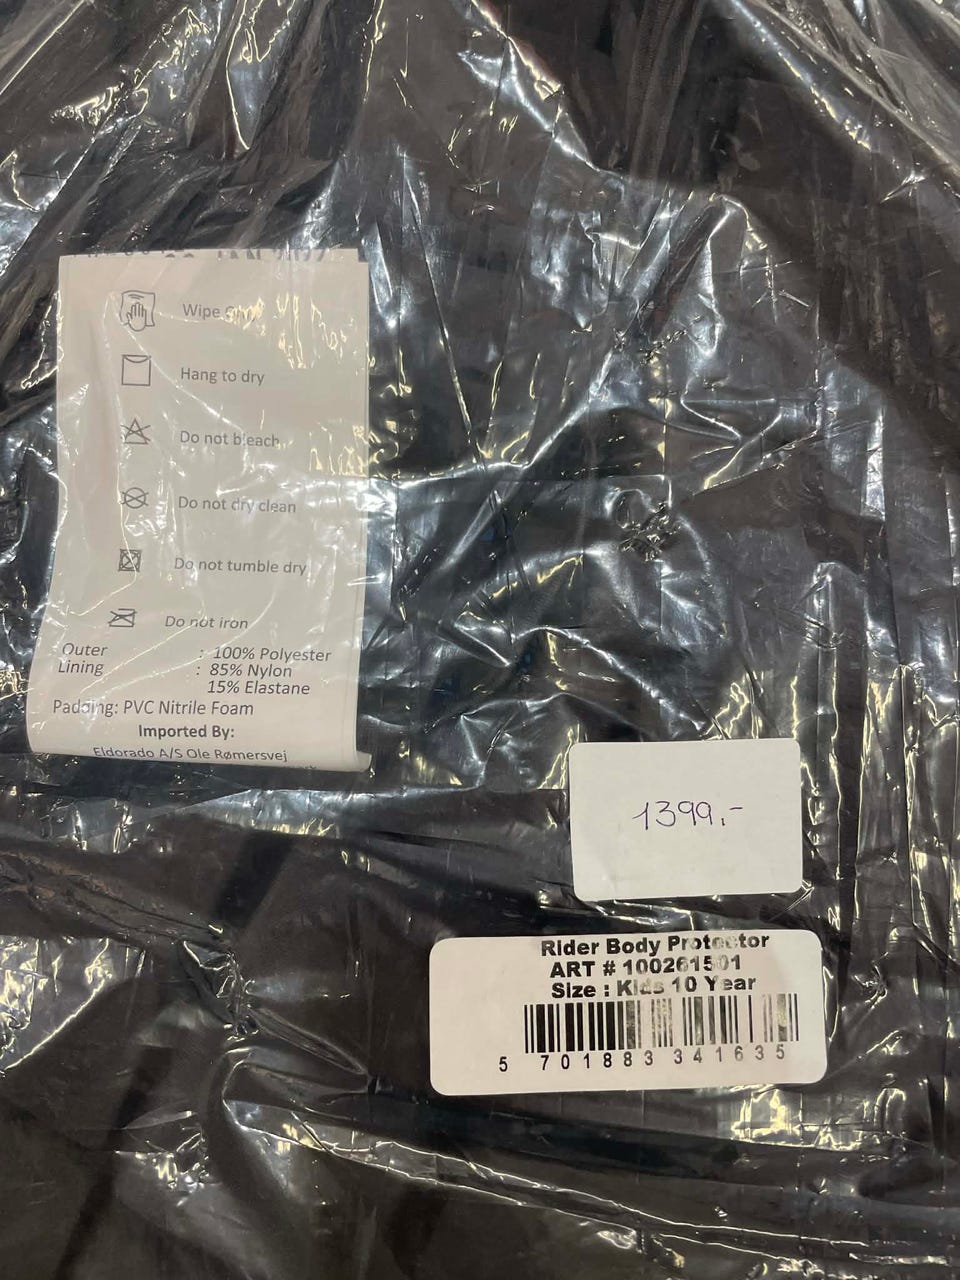 Wipe
Hang to dry
Do not bleach
Do not dry clean
Do not tumble dry
Do not iron
Outer : 100% Polyester
Lining : 85% Nylon
15% Elastane
Padding: PVC Nitrile Foam
Imported By:
Eldorado A/S Ole Rømersvej
1399,-
Rider Body Protector
ART # 100261501
Size : Kids 10 Year
5 701883 341635